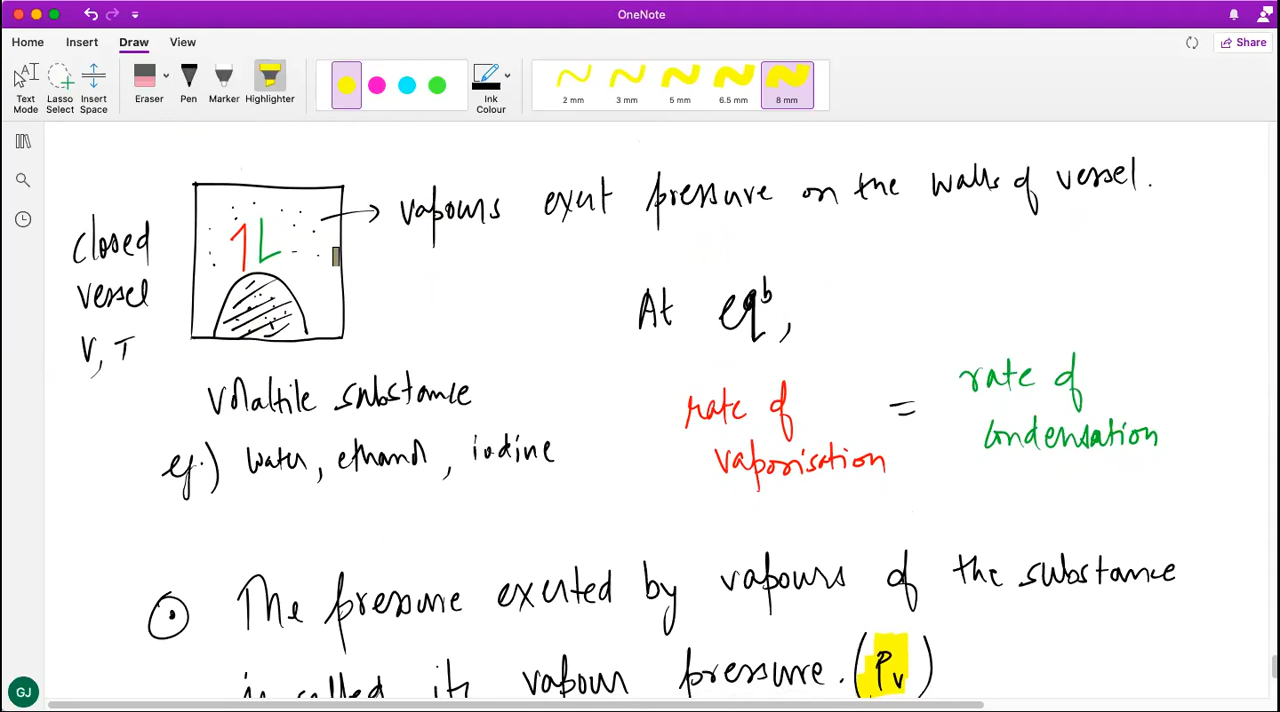 OneNote
Home Insert Draw View
Share
Text Mode
Lasso Select
Insert Space
Eraser
Pen
Marker
Highlighter
Ink Colour
2 mm
3 mm
5 mm
6.5 mm
8 mm
closed
vessel
V, T
vapours exert pressure on the walls of vessel.
At eqb,
rate of
vaporisation
=
rate of
condensation
volatile substance
eg.) water, ethanol, iodine
The pressure exerted by vapours of the substance
is called its vapour pressure. (Pv)
GJ